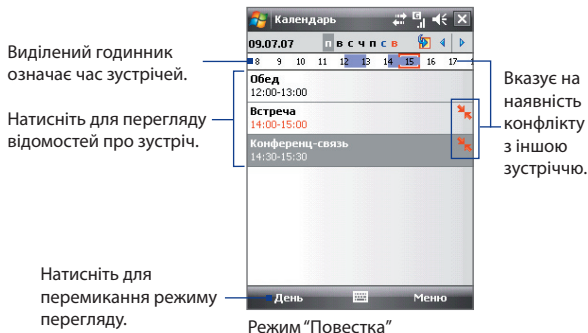 Календарь
09.07.07 п в с ч п с в
8 9 10 11 12 13 14 15 16 17
Обед
12:00-13:00
Встреча
14:00-15:00
Конференц-связь
14:30-15:30
День Меню
Виділений годинник
означає час зустрічей.
Натисніть для перегляду
відомостей про зустріч.
Натисніть для
перемикання режиму
перегляду.
Вказує на
наявність
конфлікту
з іншою
зустріччю.
Режим "Повестка"